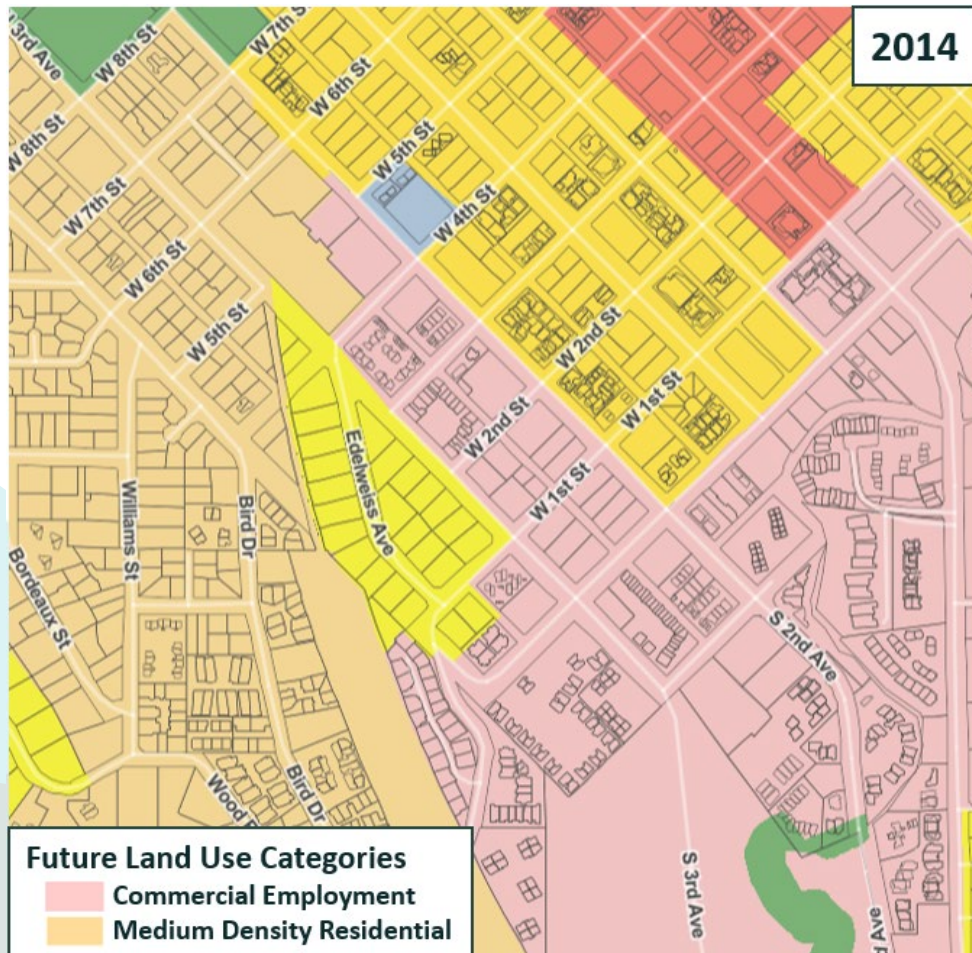 2014
3rd Ave
W 8th St
W 7th St
W 6th St
W 8th St
W 5th St
W 7th St
W 4th St
W 6th St
W 5th St
W 2nd St
W 1st St
Edelweiss Ave
W 2nd St
W 1st St
Williams St
Bird Dr
Bordeaux St
S 2nd Ave
Bird Dr
Wood
S 3rd Ave
Ave
Future Land Use Categories
Commercial Employment
Medium Density Residential